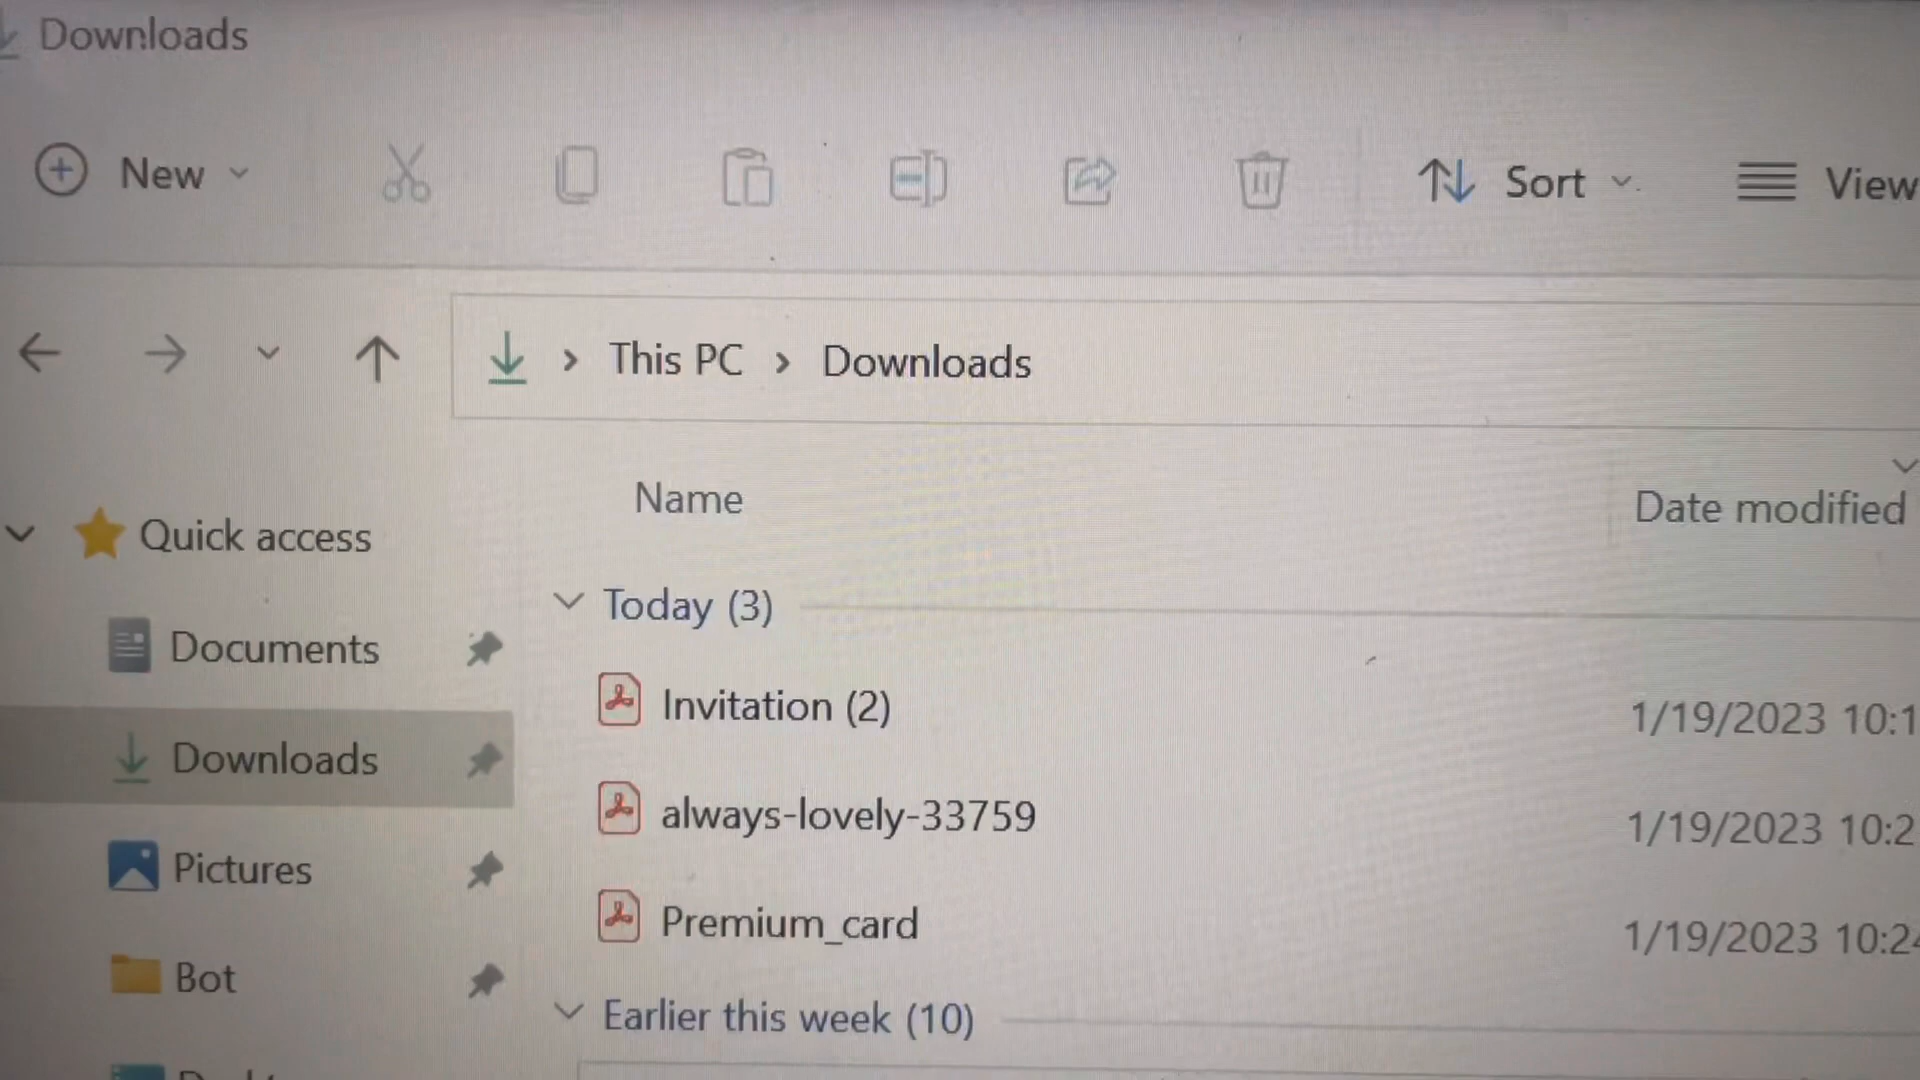 Downloads
New
Sort
View
This PC > Downloads
Name
Date modified
Quick access
Today (3)
Documents
Invitation (2)
1/19/2023 10:1
Downloads
always-lovely-33759
1/19/2023 10:2
Pictures
Premium_card
1/19/2023 10:24
Bot
Earlier this week (10)